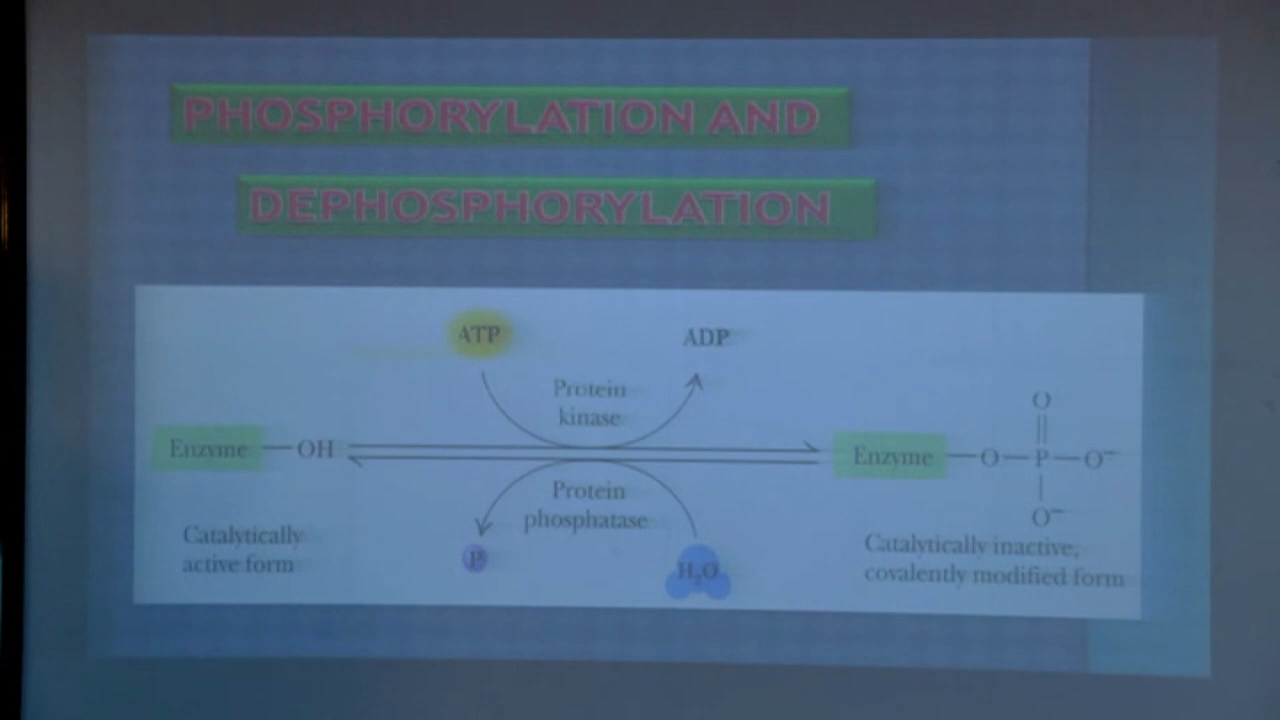 PHOSPHORYLATION AND
DEPHOSPHORYLATION
ATP
ADP
Protein
kinase
Enzyme
OH
Protein
phosphatase
P
H₂O
Catalytically
active form
Enzyme
O
O P O⁻
O⁻
Catalytically inactive,
covalently modified form